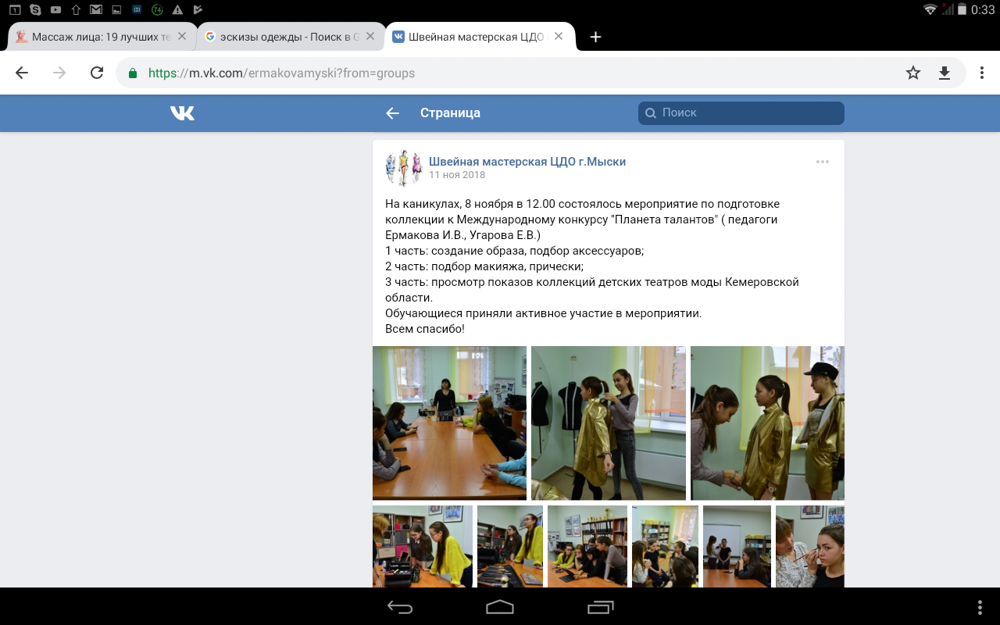 1
74
0:33
Массаж лица: 19 лучших те
эскизы одежды - Поиск в G
Швейная мастерская ЦДО
https://m.vk.com/ermakovamyski?from=groups
Страница
Поиск
Швейная мастерская ЦДО г.Мыски
11 ноя 2018
На каникулах, 8 ноября в 12.00 состоялось мероприятие по подготовке
коллекции к Международному конкурсу "Планета талантов" ( педагоги
Ермакова И.В., Угарова Е.В.)
1 часть: создание образа, подбор аксессуаров;
2 часть: подбор макияжа, прически;
3 часть: просмотр показов коллекций детских театров моды Кемеровской
области.
Обучающиеся приняли активное участие в мероприятии.
Всем спасибо!